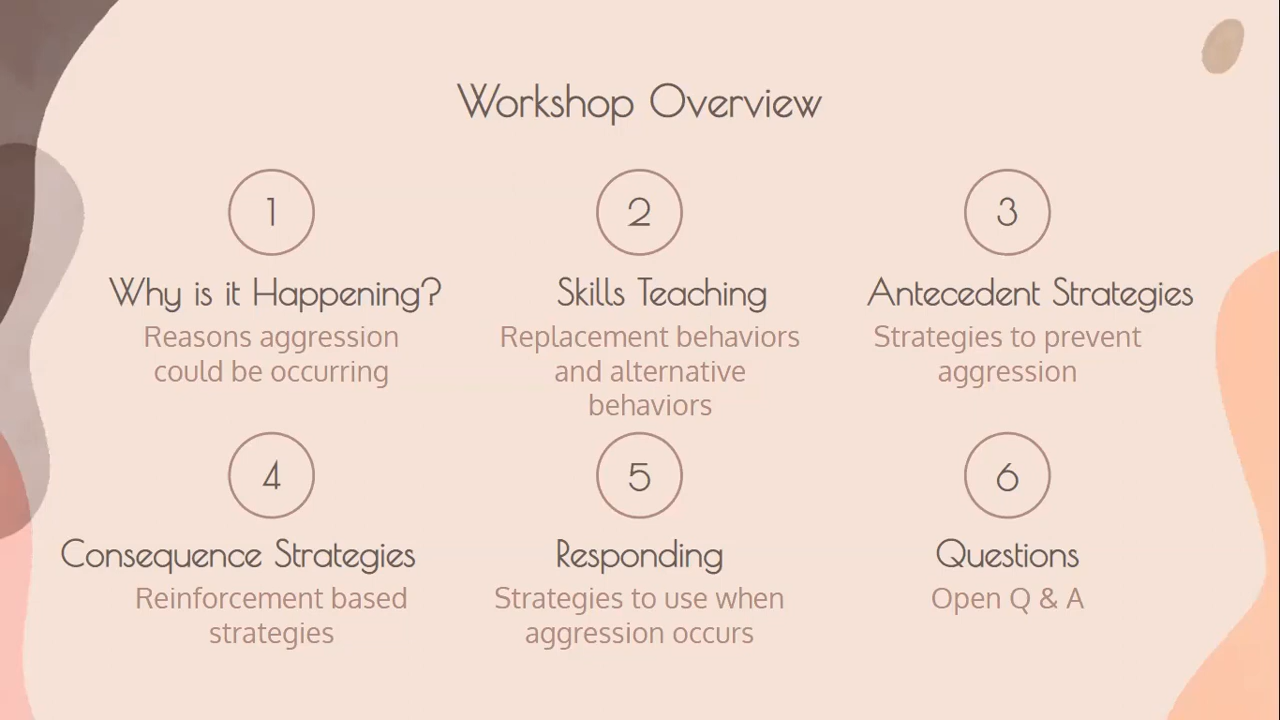 Workshop Overview
1
Why is it Happening?
Reasons aggression
could be occurring
2
Skills Teaching
Replacement behaviors
and alternative
behaviors
3
Antecedent Strategies
Strategies to prevent
aggression
4
Consequence Strategies
Reinforcement based
strategies
5
Responding
Strategies to use when
aggression occurs
6
Questions
Open Q & A